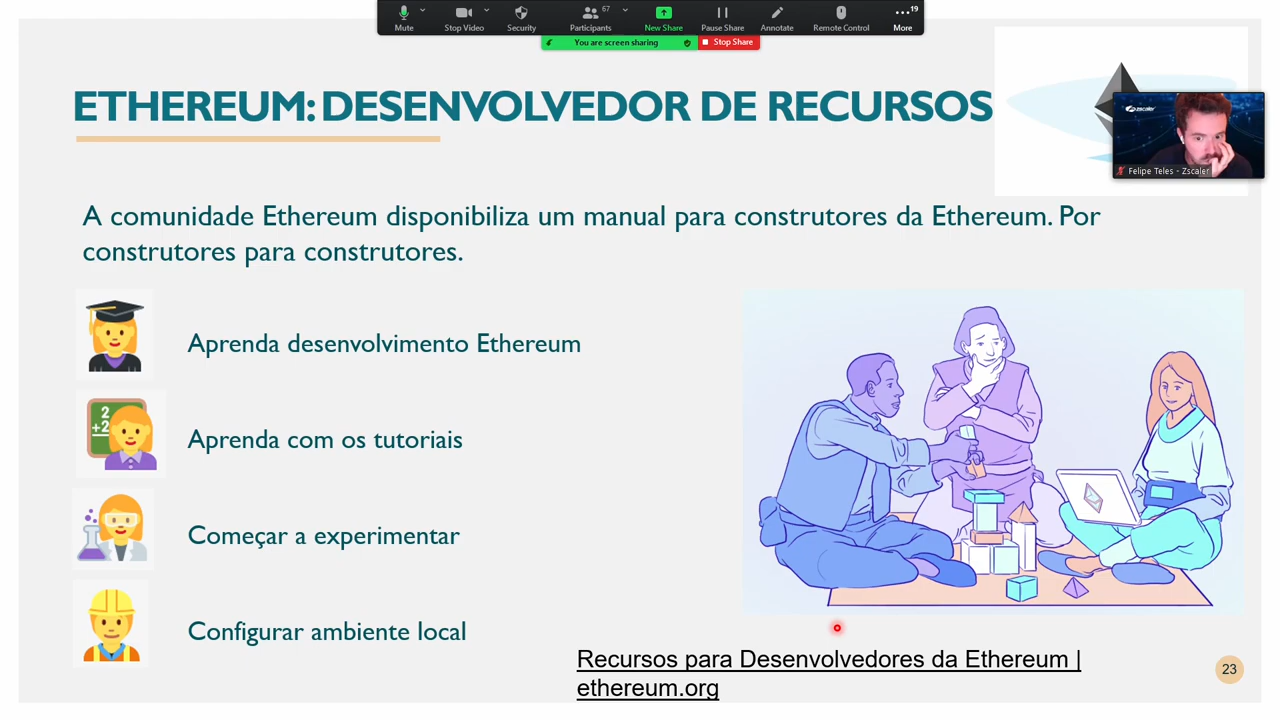 67
19
Mute
Stop Video
Security
Participants
New Share
Pause Share
Annotate
Remote Control
More
You are screen sharing
Stop Share
ETHEREUM: DESENVOLVEDOR DE RECURSOS
zscaler
Felipe Teles - Zscaler
A comunidade Ethereum disponibiliza um manual para construtores da Ethereum. Por
construtores para construtores.
Aprenda desenvolvimento Ethereum
2
+2
Aprenda com os tutoriais
Começar a experimentar
Configurar ambiente local
Recursos para Desenvolvedores da Ethereum |
ethereum.org
23